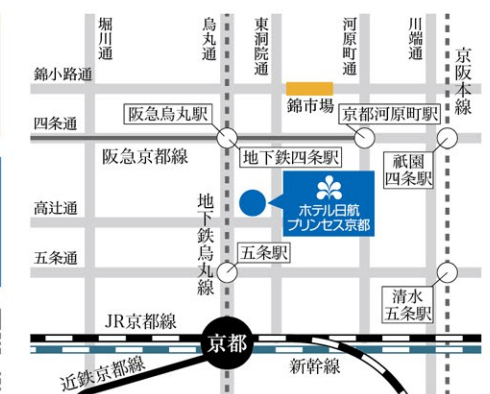 堀川通
烏丸通
東洞院通
河原町通
川端通
京阪本線
錦小路通
錦市場
四条通
阪急烏丸駅
京都河原町駅
阪急京都線
地下鉄四条駅
祇園
四条駅
高辻通
地下鉄烏丸線
ホテル日航
プリンセス京都
五条通
五条駅
清水
五条駅
JR京都線
京都
新幹線
近鉄京都線